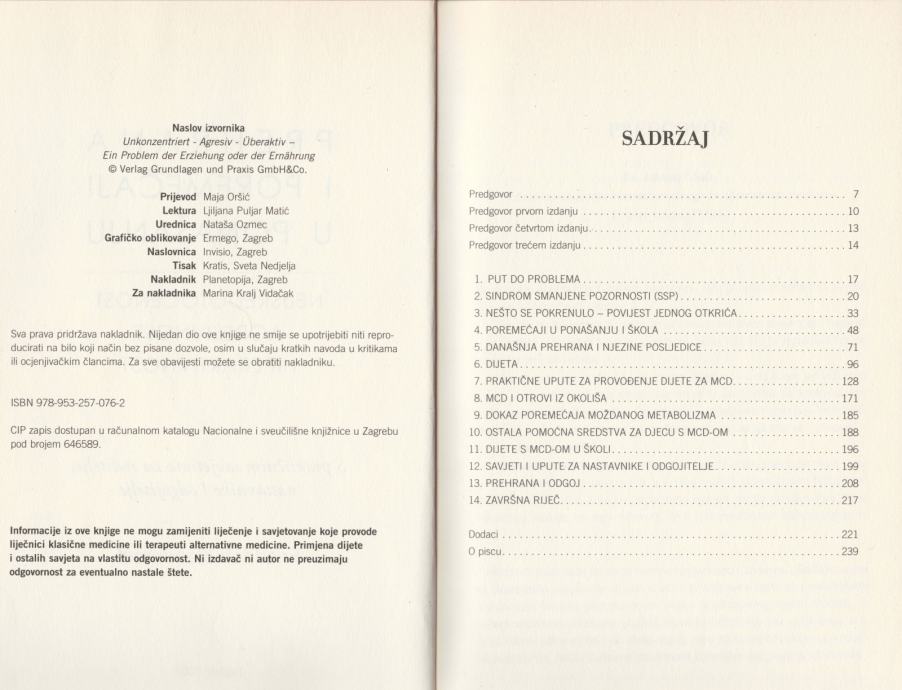 Naslov izvornika
Unkonzentriert - Agresiv - Überaktiv –
Ein Problem der Erziehung oder der Ernährung
© Verlag Grundlagen und Praxis GmbH&Co.
Prijevod Maja Oršić
Lektura Ljiljana Puljar Matić
Urednica Nataša Ozmec
Grafičko oblikovanje Ermego, Zagreb
Naslovnica Invisio, Zagreb
Tisak Kratis, Sveta Nedjelja
Nakladnik Planetopija, Zagreb
Za nakladnika Marina Kralj Vidačak
Sva prava pridržava nakladnik. Nijedan dio ove knjige ne smije se upotrijebiti niti repro-
ducirati na bilo koji način bez pisane dozvole, osim u slučaju kratkih navoda u kritikama
ili ocjenjivačkim člancima. Za sve obavijesti možete se obratiti nakladniku.
ISBN 978-953-257-076-2
CIP zapis dostupan u računalnom katalogu Nacionalne i sveučilišne knjižnice u Zagrebu
pod brojem 646589.
Informacije iz ove knjige ne mogu zamijeniti liječenje i savjetovanje koje provode
liječnici klasične medicine ili terapeuti alternativne medicine. Primjena dijete
i ostalih savjeta na vlastitu odgovornost. Ni izdavač ni autor ne preuzimaju
odgovornost za eventualno nastale štete.
SADRŽAJ
Predgovor 7
Predgovor prvom izdanju 10
Predgovor četvrtom izdanju 13
Predgovor trećem izdanju 14
1. PUT DO PROBLEMA 17
2. SINDROM SMANJENE POZORNOSTI (SSP) 20
3. NEŠTO SE POKRENULO – POVIJEST JEDNOG OTKRIĆA 33
4. POREMEĆAJI U PONAŠANJU I ŠKOLA 48
5. DANAŠNJA PREHRANA I NJEZINE POSLJEDICE 71
6. DIJETA 96
7. PRAKTIČNE UPUTE ZA PROVOĐENJE DIJETE ZA MCD 128
8. MCD I OTROVI IZ OKOLIŠA 171
9. DOKAZ POREMEĆAJA MOŽDANOG METABOLIZMA 185
10. OSTALA POMOĆNA SREDSTVA ZA DJECU S MCD-OM 188
11. DIJETE S MCD-OM U ŠKOLI 196
12. SAVJETI I UPUTE ZA NASTAVNIKE I ODGOJITELJE 199
13. PREHRANA I ODGOJ 208
14. ZAVRŠNA RIJEČ 217
Dodaci 221
O piscu 239